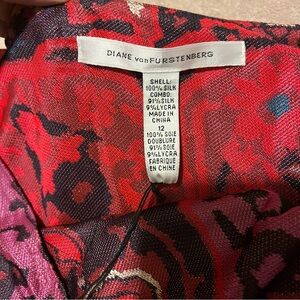 DIANE von FURSTENBERG
SHELL:
100% SILK
COMBO:
91% SILK
9% LYCRA
MADE IN
CHINA
12
100% SOIE
DOUBLURE
91% SOIE
9% LYCRA
FABRIQUE
EN CHINE